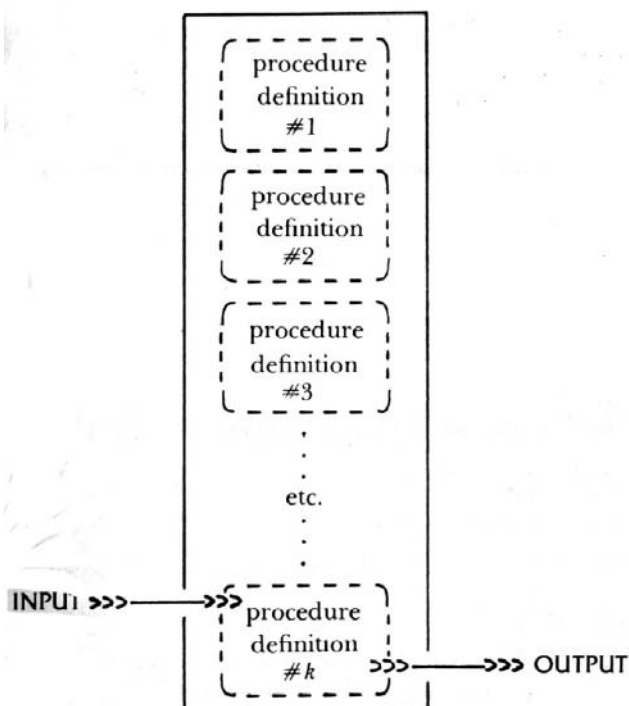 procedure
definition
#1
procedure
definition
#2
procedure
definition
#3
etc.
INPUT >>> >>> procedure
definition
#k >>> >>> OUTPUT